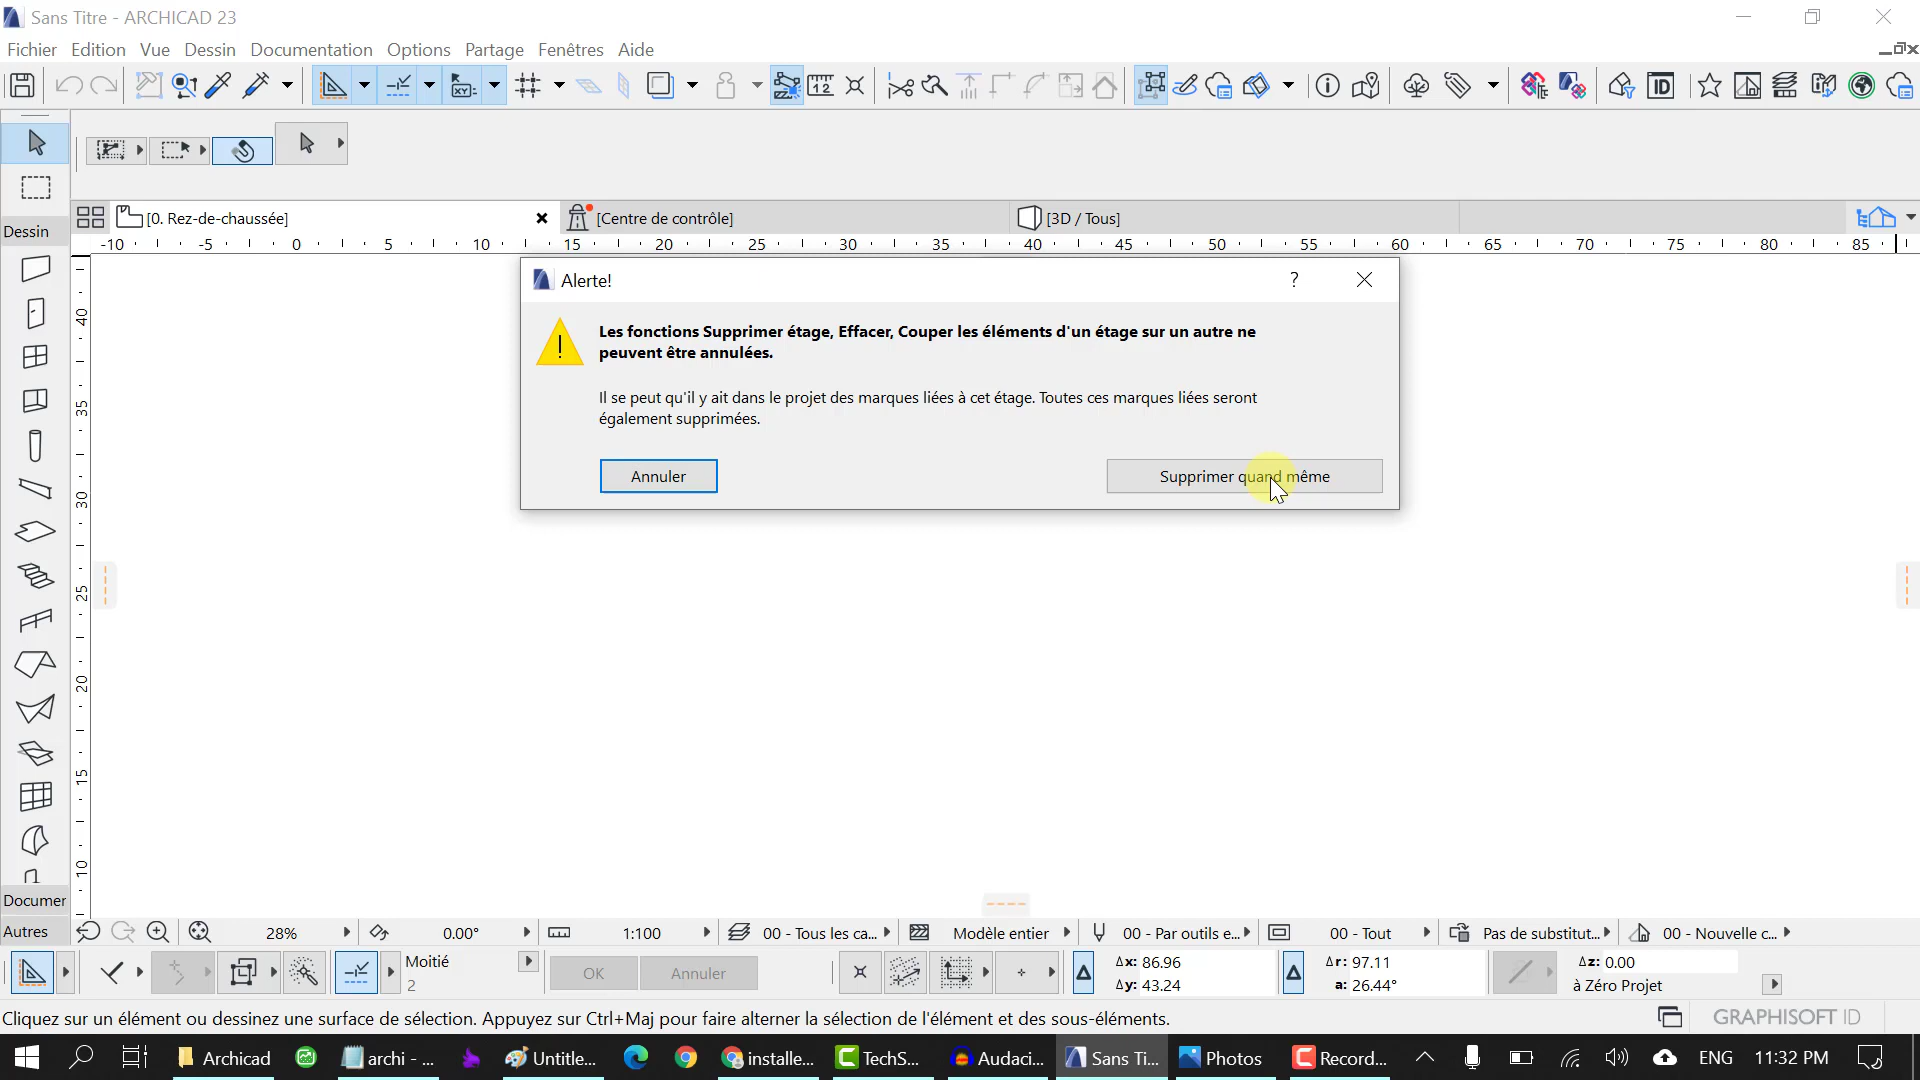 Sans Titre - ARCHICAD 23
Fichier Edition Vue Dessin Documentation Options Partage Fenêtres Aide
[0. Rez-de-chaussée]
[Centre de contrôle]
[3D / Tous]
Dessin
-10 -5 0 5 10 15 20 25 30 35 40 45 50 55 60 65 70 75 80 85
40
35
30
25
20
15
10
Alerte!
?
Les fonctions Supprimer étage, Effacer, Couper les éléments d'un étage sur un autre ne
peuvent être annulées.
Il se peut qu'il y ait dans le projet des marques liées à cet étage. Toutes ces marques liées seront
également supprimées.
Annuler
Supprimer quand même
Documer
Autres
28% 0.00° 1:100 00 - Tous les ca... Modèle entier 00 - Par outils e... 00 - Tout Pas de substitut... 00 - Nouvelle c...
Moitié
2
OK
Annuler
Δx: 86.96
Δy: 43.24
Δr: 97.11
a: 26.44°
Δz: 0.00
à Zéro Projet
Cliquez sur un élément ou dessinez une surface de sélection. Appuyez sur Ctrl+Maj pour faire alterner la sélection de l'élément et des sous-éléments.
GRAPHISOFT ID
Archicad
archi - ...
Untitle...
installe...
TechS...
Audaci...
Sans Ti...
Photos
Record...
ENG
11:32 PM